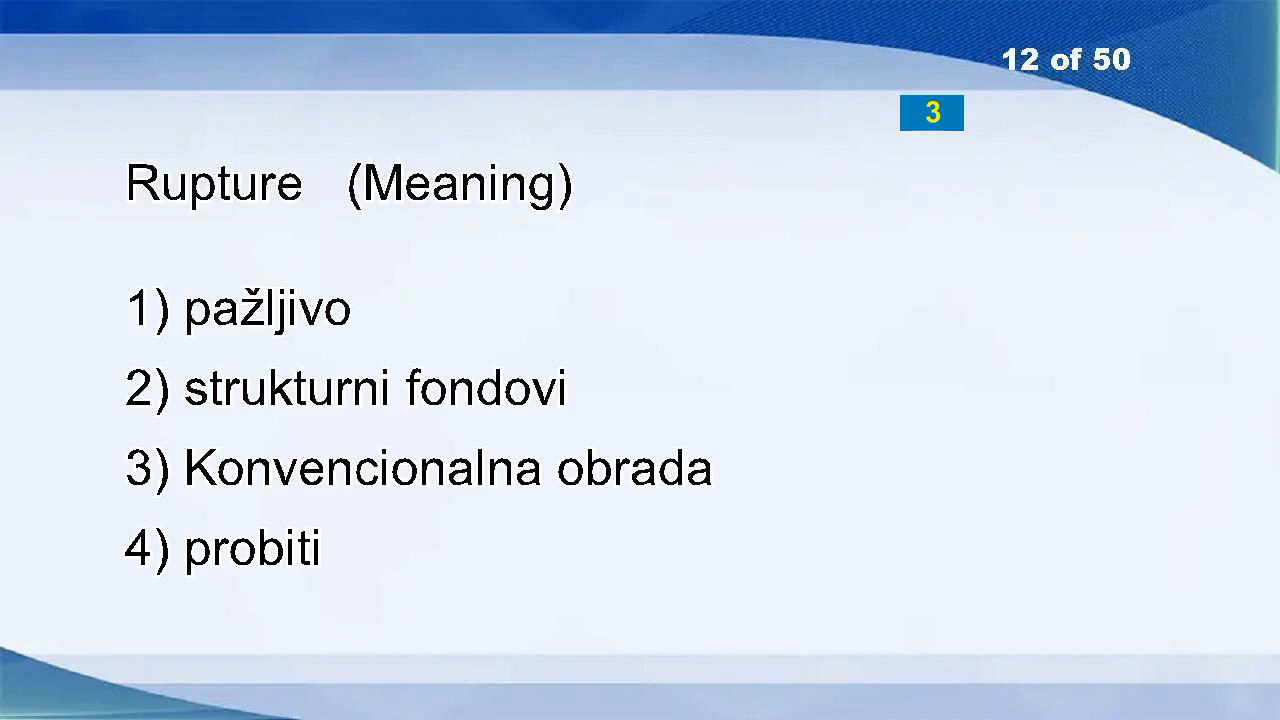 12 of 50
3
Rupture (Meaning)
1) pažljivo
2) strukturni fondovi
3) Konvencionalna obrada
4) probiti